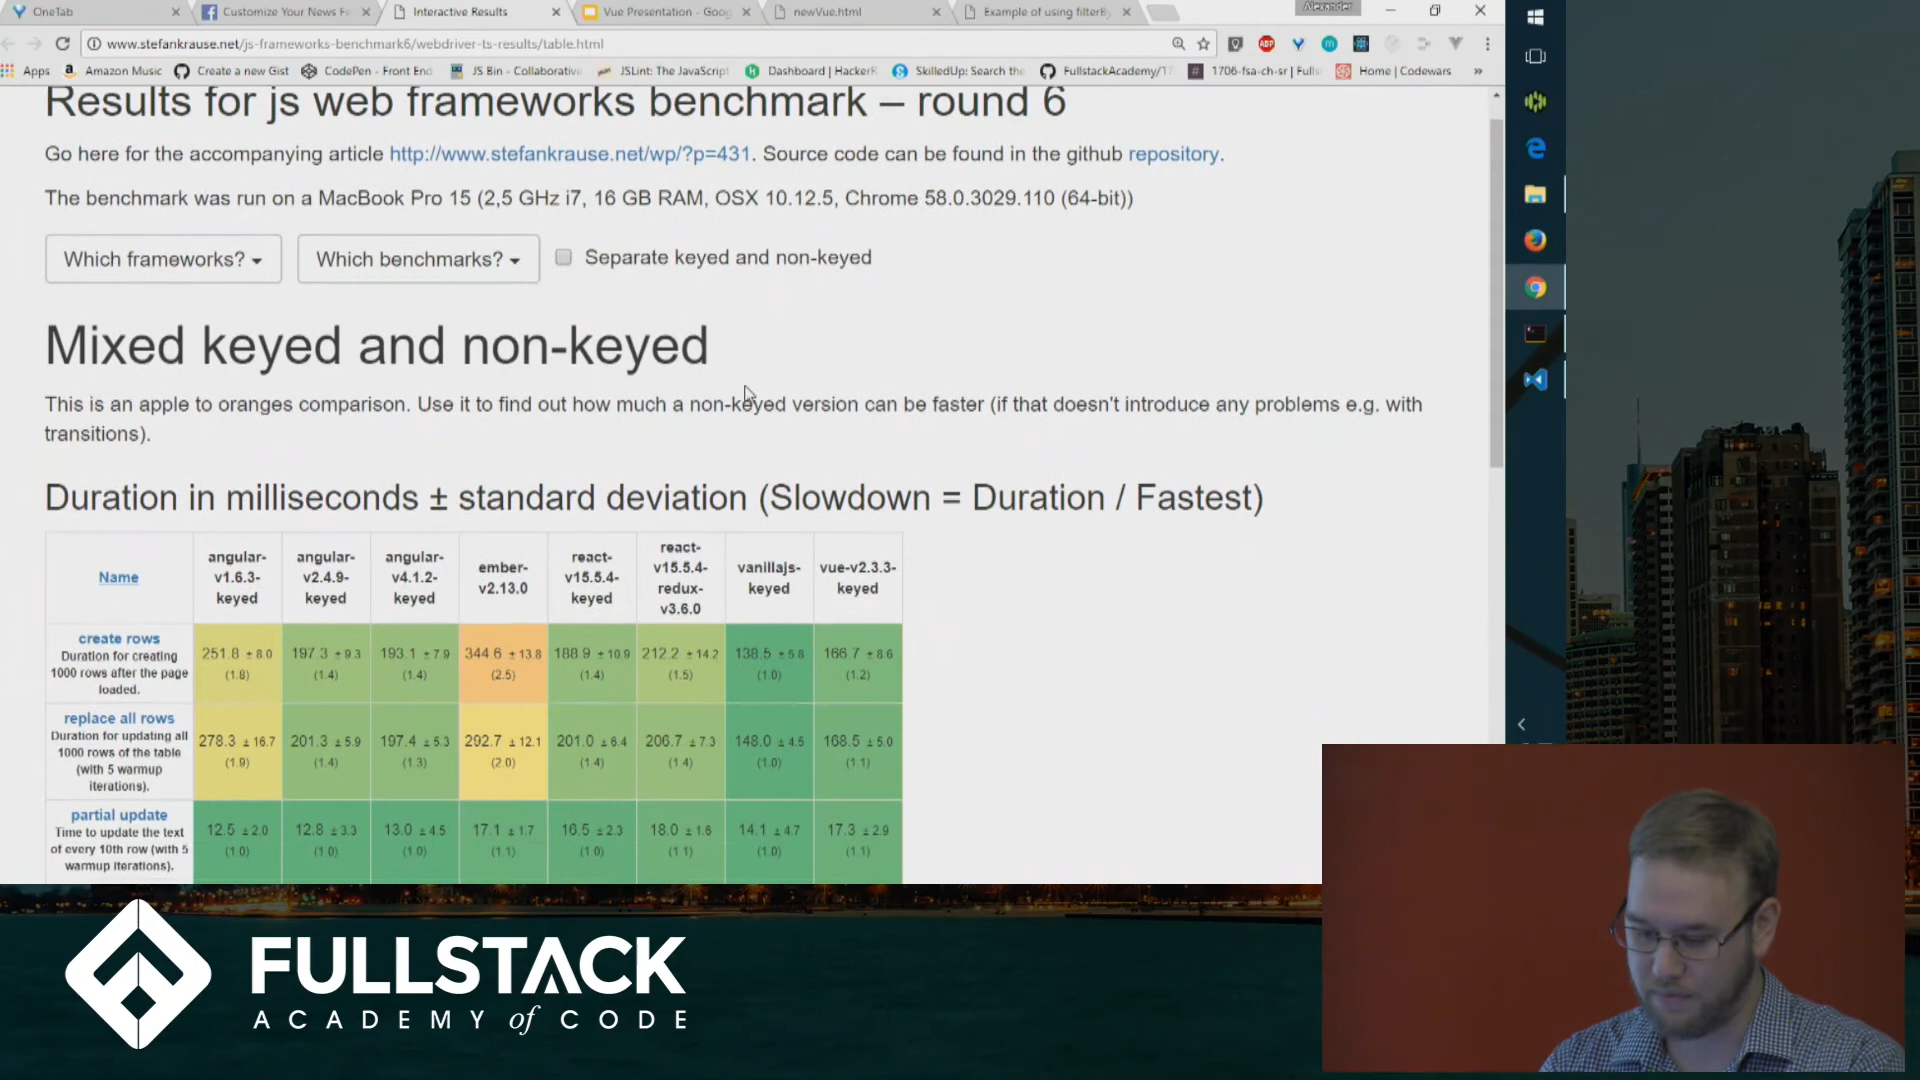 OneTab
Customize Your News Fe
Interactive Results
Vue Presentation - Goog
newVue.html
Example of using filterBy
Alexander
www.stefankrause.net/js-frameworks-benchmark6/webdriver-ts-results/table.html
Apps
Amazon Music
Create a new Gist
CodePen - Front End
JS Bin - Collaborative
JSLint: The JavaScript
Dashboard | HackerR
SkilledUp: Search the
FullstackAcademy/17
1706-fsa-ch-sr | Fulls
Home | Codewars
»
Results for js web frameworks benchmark – round 6
Go here for the accompanying article http://www.stefankrause.net/wp/?p=431. Source code can be found in the github repository.
The benchmark was run on a MacBook Pro 15 (2,5 GHz i7, 16 GB RAM, OSX 10.12.5, Chrome 58.0.3029.110 (64-bit))
Which frameworks?
Which benchmarks?
Separate keyed and non-keyed
Mixed keyed and non-keyed
This is an apple to oranges comparison. Use it to find out how much a non-keyed version can be faster (if that doesn't introduce any problems e.g. with
transitions).
Duration in milliseconds ± standard deviation (Slowdown = Duration / Fastest)
Name
angular-
v1.6.3-
keyed
angular-
v2.4.9-
keyed
angular-
v4.1.2-
keyed
ember-
v2.13.0
react-
v15.5.4-
keyed
react-
v15.5.4-
redux-
v3.6.0
vanillajs-
keyed
vue-v2.3.3-
keyed
create rows
Duration for creating
1000 rows after the page
loaded.
251.8 ± 8.0
(1.8)
197.3 ± 9.3
(1.4)
193.1 ± 7.9
(1.4)
344.6 ± 13.8
(2.5)
188.9 ± 10.9
(1.4)
212.2 ± 14.2
(1.5)
138.5 ± 5.8
(1.0)
166.7 ± 8.6
(1.2)
replace all rows
Duration for updating all
1000 rows of the table
(with 5 warmup
iterations).
278.3 ± 16.7
(1.9)
201.3 ± 5.9
(1.4)
197.4 ± 5.3
(1.3)
292.7 ± 12.1
(2.0)
201.0 ± 6.4
(1.4)
206.7 ± 7.3
(1.4)
148.0 ± 4.5
(1.0)
168.5 ± 5.0
(1.1)
partial update
Time to update the text
of every 10th row (with 5
warmup iterations).
12.5 ± 2.0
(1.0)
12.8 ± 3.3
(1.0)
13.0 ± 4.5
(1.0)
17.1 ± 1.7
(1.1)
16.5 ± 2.3
(1.0)
18.0 ± 1.6
(1.1)
14.1 ± 4.7
(1.0)
17.3 ± 2.9
(1.1)
FULLSTACK
ACADEMY of CODE